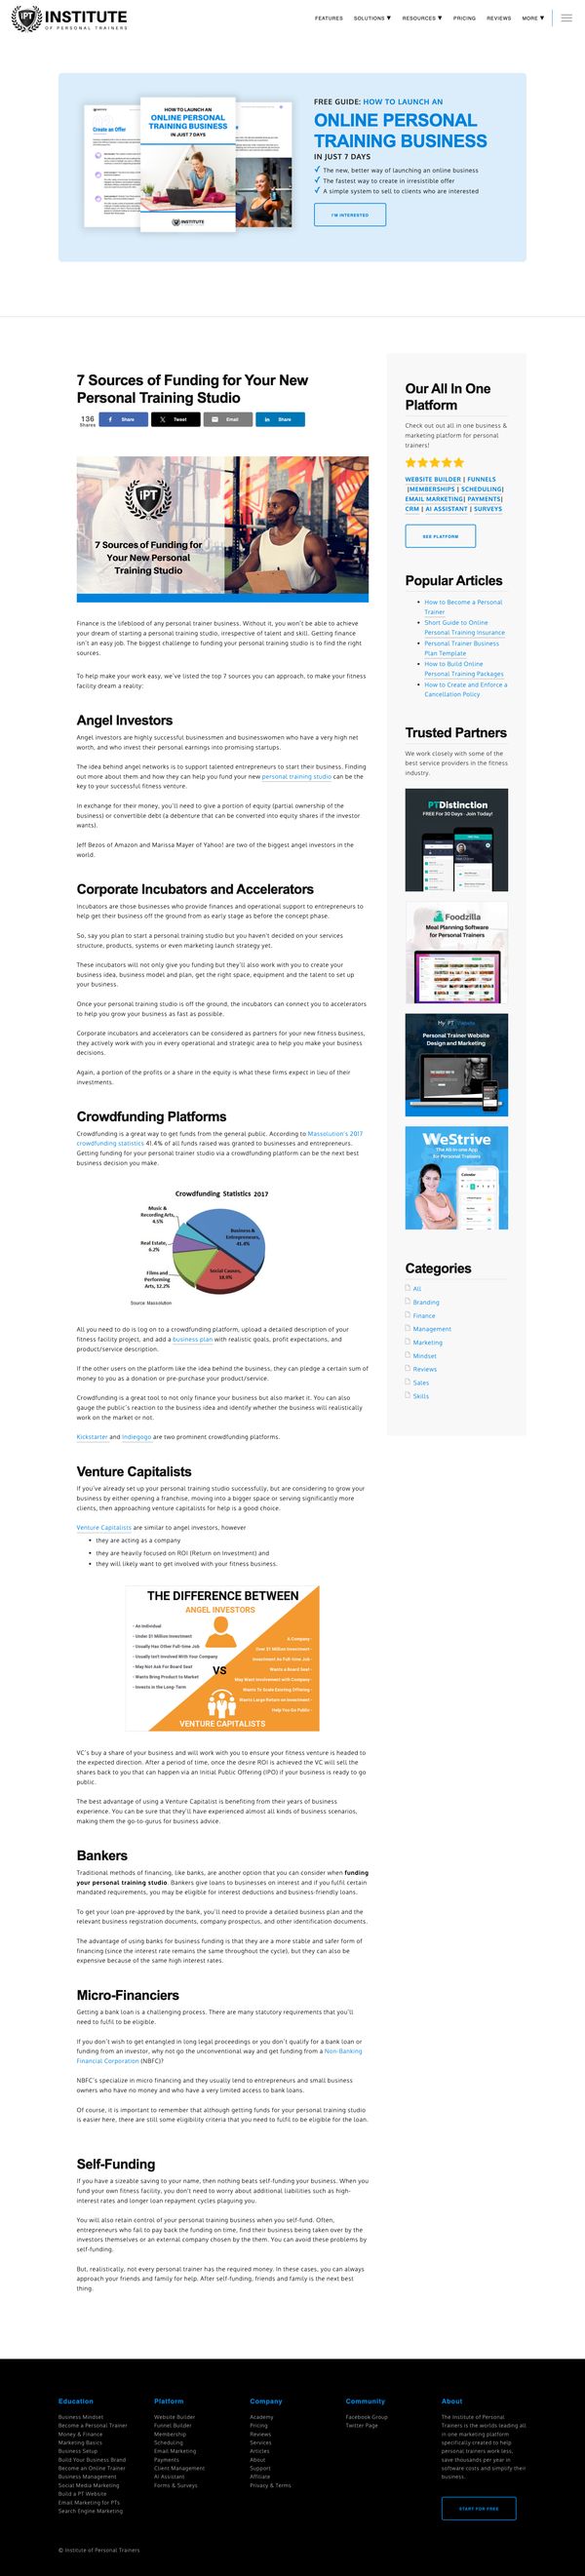 INSTITUTE
OF PERSONAL TRAINERS
FEATURES SOLUTIONS ▼ RESOURCES ▼ PRICING REVIEWS MORE ▼
HOW TO LAUNCH AN
ONLINE PERSONAL
TRAINING BUSINESS
IN JUST 7 DAYS
Create an Offer
INSTITUTE
FREE GUIDE: HOW TO LAUNCH AN
ONLINE PERSONAL
TRAINING BUSINESS
IN JUST 7 DAYS
✓ The new, better way of launching an online business
✓ The fastest way to create in irresistible offer
✓ A simple system to sell to clients who are interested
I'M INTERESTED
7 Sources of Funding for Your New
Personal Training Studio
136
Shares
Share
Tweet
Email
Share
IPT
7 Sources of Funding for
Your New Personal
Training Studio
Finance is the lifeblood of any personal trainer business. Without it, you won't be able to achieve
your dream of starting a personal training studio, irrespective of talent and skill. Getting finance
isn't an easy job. The biggest challenge is funding your personal training studio is to find the right
sources.
To help make your work easy, we've listed the top 7 sources you can approach, to make your fitness
facility dream a reality:
Angel Investors
Angel investors are highly successful businessmen and businesswomen who have a very high net
worth, and who invest their personal earnings into promising startups.
The idea behind angel networks is to support talented entrepreneurs to start their business. Finding
out more about them and how they can help you fund your new personal training studio can be the
key to your successful fitness venture.
In exchange for their money, you'll need to give a portion of equity (partial ownership of the
business) or convertible debt (a debenture that can be converted into equity shares if the investor
wants).
Jeff Bezos of Amazon and Marissa Mayer of Yahoo! are two of the biggest angel investors in the
world.
Corporate Incubators and Accelerators
Incubators are those businesses who provide finances and operational support to entrepreneurs to
help get their business off the ground from as early stage as before the concept phase.
So, say you plan to start a personal training studio but you haven't decided on your services
structure, products, systems or even marketing launch strategy yet.
These incubators will not only give you funding but they'll also work with you to create your
business idea, business model and plan, get the right space, equipment and the talent to set up
your business.
Once your personal training studio is off the ground, the incubators can connect you to accelerators
to help you grow your business as fast as possible.
Corporate incubators and accelerators can be considered as partners for your new fitness business,
they actively work with you in every operational and strategic area to help you make your business
decisions.
Again, a portion of the profits or a share in the equity is what these firms expect in lieu of their
investments.
Crowdfunding Platforms
Crowdfunding is a great way to get funds from the general public. According to Massolution's 2017
crowdfunding statistics 41.4% of all funds raised was granted to businesses and entrepreneurs.
Getting funding for your personal trainer studio via a crowdfunding platform can be the next best
business decision you make.
Crowdfunding Statistics 2017
Music &
Recording Arts,
4.5%
Business &
Entrepreneurs,
41.4%
Real Estate,
6.2%
Films and
Performing
Arts, 12.2%
Social Causes,
18.9%
Source Massolution
All you need to do is log on to a crowdfunding platform, upload a detailed description of your
fitness facility project, and add a business plan with realistic goals, profit expectations, and
product/service description.
If the other users on the platform like the idea behind the business, they can pledge a certain sum of
money to you as a donation or pre-purchase your product/service.
Crowdfunding is a great tool to not only finance your business but also market it. You can also
gauge the public's reaction to the business idea and identify whether the business will realistically
work on the market or not.
Kickstarter and Indiegogo are two prominent crowdfunding platforms.
Venture Capitalists
If you've already set up your personal training studio successfully, but are considering to grow your
business by either opening a franchise, moving into a bigger space or serving significantly more
clients, then approaching venture capitalists for help is a good choice.
Venture Capitalists are similar to angel investors, however
• they are acting as a company
• they are heavily focused on ROI (Return on Investment) and
• they will likely want to get involved with your fitness business.
THE DIFFERENCE BETWEEN
ANGEL INVESTORS
- An Individual
- Under $1 Million Investment
- Usually Has Other Full-time Job
- Usually Isn't Involved With Your Company
- May Not Ask For Board Seat
- Wants Bring Product to Market
- Invests in the Long-Term
VS
A Company -
Over $1 Million Investment -
Investment As Full-time Job -
Wants a Board Seat -
May Want Involvement with Company -
Wants To Scale Existing Offering -
Wants Large Return on Investment -
Help You Go Public -
VENTURE CAPITALISTS
VC's buy a share of your business and will work with you to ensure your fitness venture is headed to
the expected direction. After a period of time, once the desire ROI is achieved the VC will sell the
shares back to you that can happen via an Initial Public Offering (IPO) if your business is ready to go
public.
The best advantage of using a Venture Capitalist is benefiting from their years of business
experience. You can be sure that they'll have experienced almost all kinds of business scenarios,
making them the go-to-gurus for business advice.
Bankers
Traditional methods of financing, like banks, are another option that you can consider when funding
your personal training studio. Bankers give loans to businesses on interest and if you fulfil certain
mandated requirements, you may be eligible for interest deductions and business-friendly loans.
To get your loan pre-approved by the bank, you'll need to provide a detailed business plan and the
relevant business registration documents, company prospectus, and other identification documents.
The advantage of using banks for business funding is that they are a more stable and safer form of
financing (since the interest rate remains the same throughout the cycle), but they can also be
expensive because of the same high interest rates.
Micro-Financiers
Getting a bank loan is a challenging process. There are many statutory requirements that you'll
need to fulfil to be eligible.
If you don't wish to get entangled in long legal proceedings or you don't qualify for a bank loan or
funding from an investor, why not go the unconventional way and get funding from a Non-Banking
Financial Corporation (NBFC)?
NBFC's specialize in micro financing and they usually lend to entrepreneurs and small business
owners who have no money and who have a very limited access to bank loans.
Of course, it is important to remember that although getting funds for your personal training studio
is easier here, there are still some eligibility criteria that you need to fulfil to be eligible for the loan.
Self-Funding
If you have a sizeable saving to your name, then nothing beats self-funding your business. When you
fund your own fitness facility, you don't need to worry about additional liabilities such as high-
interest rates and longer loan repayment cycles plaguing you.
You will also retain control of your personal training business when you self-fund. Often,
entrepreneurs who fail to pay back the funding on time, find their business being taken over by the
investors themselves or an external company chosen by the them. You can avoid these problems by
self-funding.
But, realistically, not every personal trainer has the required money. In these cases, you can always
approach your friends and family for help. After self-funding, friends and family is the next best
thing.
Our All In One
Platform
Check out out all in one business &
marketing platform for personal
trainers!
WEBSITE BUILDER | FUNNELS
|MEMBERSHIPS | SCHEDULING|
EMAIL MARKETING| PAYMENTS|
CRM | AI ASSISTANT | SURVEYS
SEE PLATFORM
Popular Articles
• How to Become a Personal
Trainer
• Short Guide to Online
Personal Training Insurance
• Personal Trainer Business
Plan Template
• How to Build Online
Personal Training Packages
• How to Create and Enforce a
Cancellation Policy
Trusted Partners
We work closely with some of the
best service providers in the fitness
industry.
PTDistinction
FREE For 30 Days - Join Today!
Foodzilla
Meal Planning Software
for Personal Trainers
My PT Website
Personal Trainer Website
Design and Marketing
WeStrive
The All-in-One App
for Personal Trainers
Calendar
Categories
All
Branding
Finance
Management
Marketing
Mindset
Reviews
Sales
Skills
Education
Business Mindset
Become a Personal Trainer
Money & Finance
Marketing Basics
Business Setup
Build Your Business Brand
Become an Online Trainer
Business Management
Social Media Marketing
Build a PT Website
Email Marketing for PTs
Search Engine Marketing
Platform
Website Builder
Funnel Builder
Membership
Scheduling
Email Marketing
Payments
Client Management
AI Assistant
Forms & Surveys
Company
Academy
Pricing
Reviews
Services
Articles
About
Support
Affiliate
Privacy & Terms
Community
Facebook Group
Twitter Page
About
The Institute of Personal
Trainers is the worlds leading all
in one marketing platform
specifically created to help
personal trainers work less,
save thousands per year in
software costs and simplify their
business.
START FOR FREE
© Institute of Personal Trainers